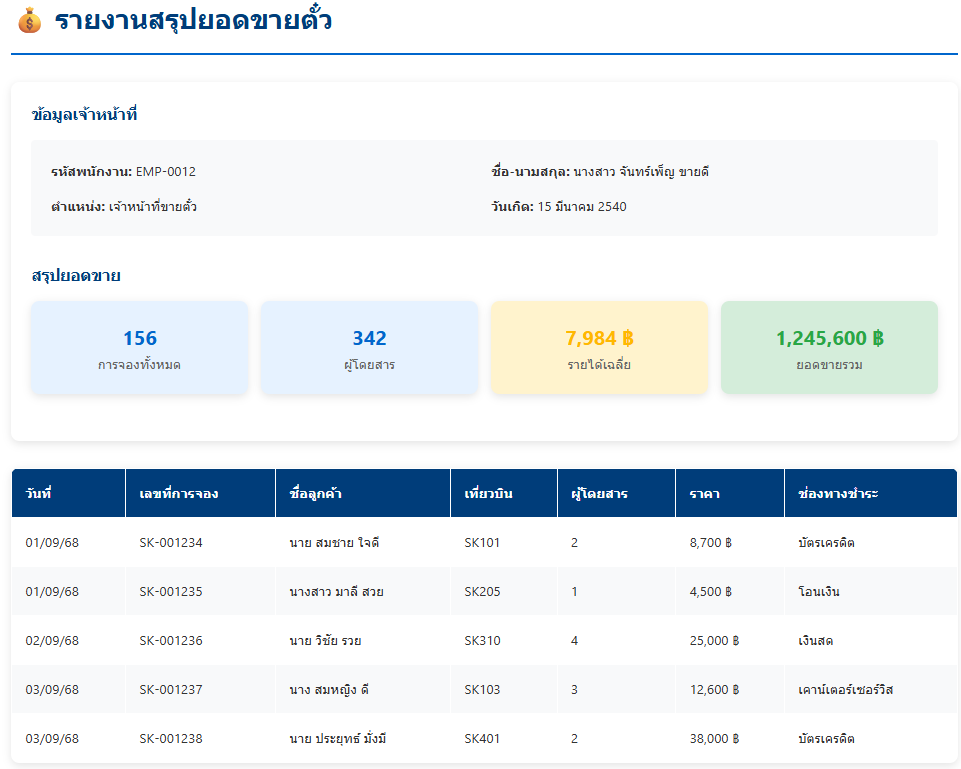 💰 รายงานสรุปยอดขายตั๋ว
ข้อมูลเจ้าหน้าที่
รหัสพนักงาน: EMP-0012 ชื่อ-นามสกุล: นางสาว จันทร์เพ็ญ ขายดี
ตำแหน่ง: เจ้าหน้าที่ขายตั๋ว วันเกิด: 15 มีนาคม 2540
สรุปยอดขาย
156 342 7,984 ฿ 1,245,600 ฿
การจองทั้งหมด ผู้โดยสาร รายได้เฉลี่ย ยอดขายรวม
วันที่ เลขที่การจอง ชื่อลูกค้า เที่ยวบิน ผู้โดยสาร ราคา ช่องทางชำระ
01/09/68 SK-001234 นาย สมชาย ใจดี SK101 2 8,700 ฿ บัตรเครดิต
01/09/68 SK-001235 นางสาว มาลี สวย SK205 1 4,500 ฿ โอนเงิน
02/09/68 SK-001236 นาย วิชัย รวย SK310 4 25,000 ฿ เงินสด
03/09/68 SK-001237 นาง สมหญิง ดี SK103 3 12,600 ฿ เคาน์เตอร์เซอร์วิส
03/09/68 SK-001238 นาย ประยุทธ์ มั่งมี SK401 2 38,000 ฿ บัตรเครดิต